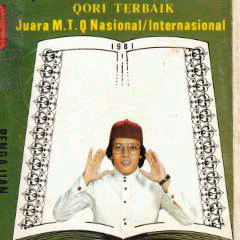 QORI TERBAIK
Juara M.T.Q Nasional/Internasional
1981
PENGAJIAN